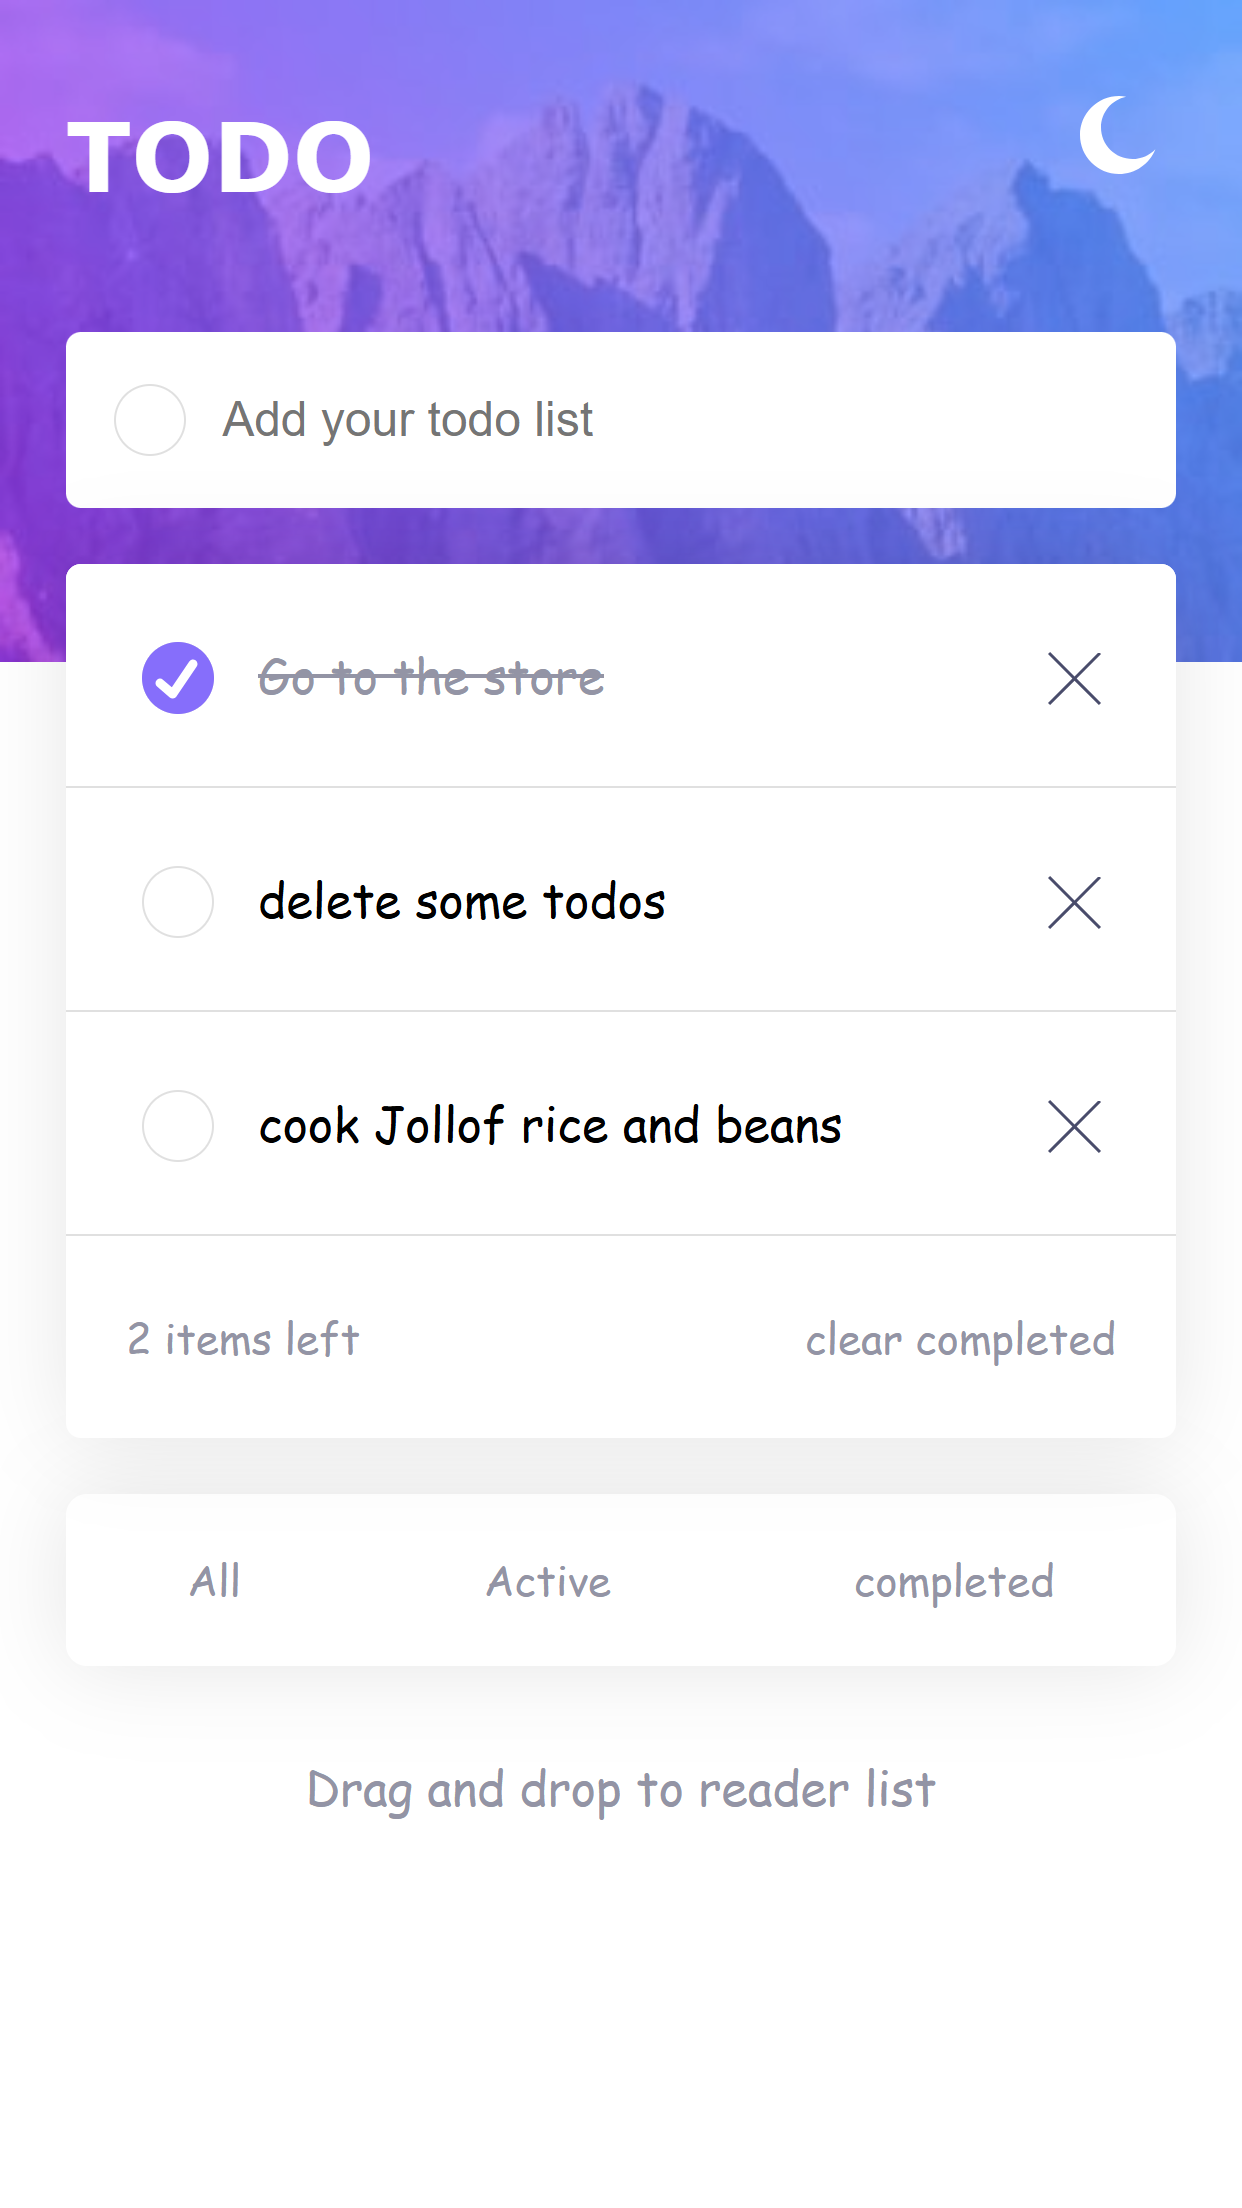 TODO
Add your todo list
Go to the store
delete some todos
cook Jollof rice and beans
2 items left clear completed
All Active completed
Drag and drop to reader list